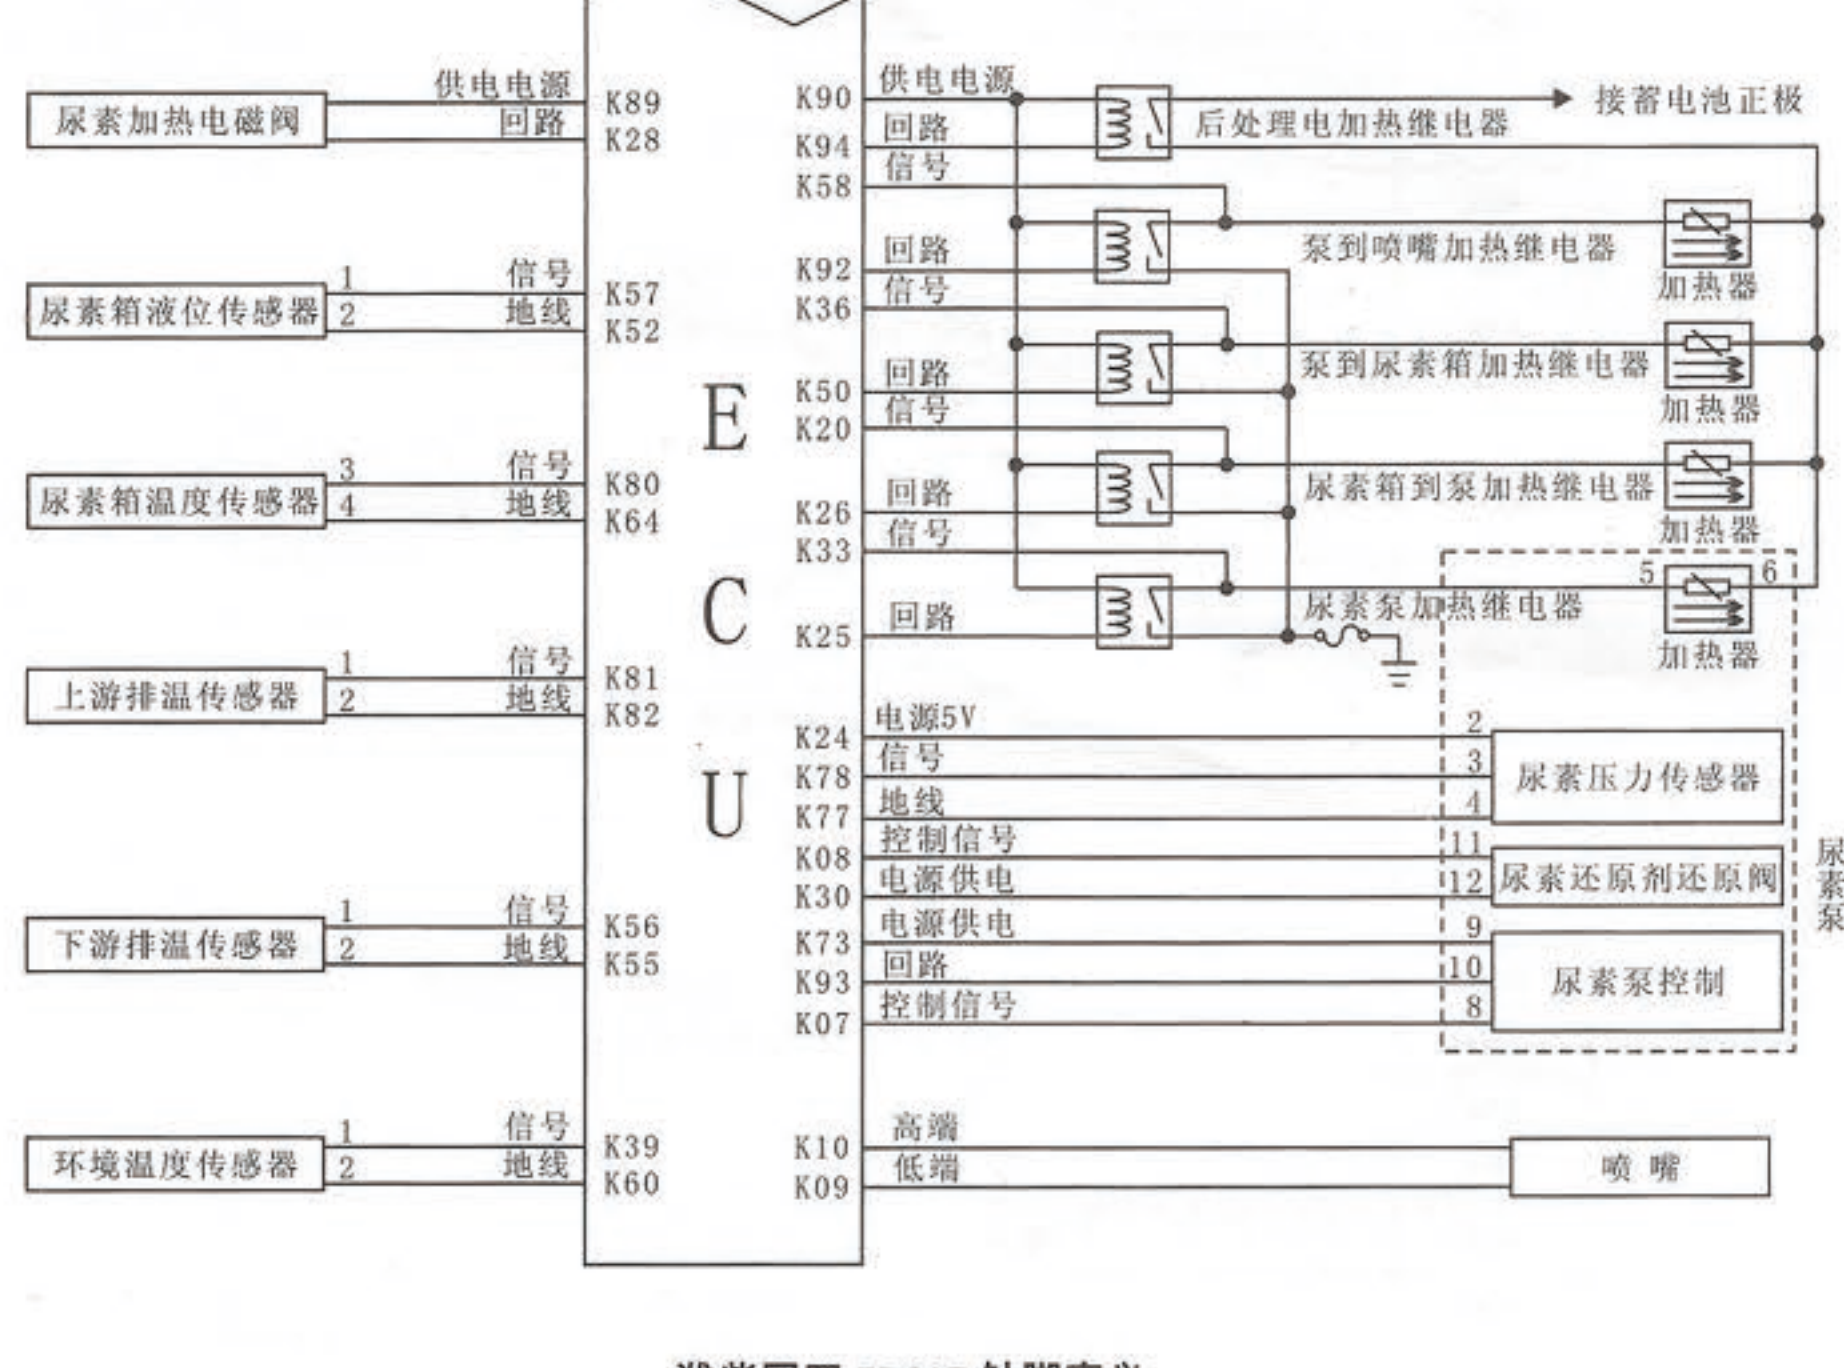 供电电源
尿素加热电磁阀
回路
K89
K28
1
信号
尿素箱液位传感器
2
地线
K57
K52
3
信号
尿素箱温度传感器
4
地线
K80
K64
1
信号
上游排温传感器
2
地线
K81
K82
1
信号
下游排温传感器
2
地线
K56
K55
1
信号
环境温度传感器
2
地线
K39
K60
E
C
U
K90
供电电源
接蓄电池正极
K94
回路
后处理电加热继电器
K58
信号
K92
回路
泵到喷嘴加热继电器
加热器
K36
信号
K50
回路
泵到尿素箱加热继电器
加热器
K20
信号
K26
回路
尿素箱到泵加热继电器
加热器
K33
信号
5
6
K25
回路
尿素泵加热继电器
加热器
K24
电源5V
2
K78
信号
3
尿素压力传感器
K77
地线
4
K08
控制信号
11
K30
电源供电
12
尿素还原剂还原阀
K73
电源供电
9
K93
回路
10
尿素泵控制
K07
控制信号
8
尿素泵
K10
高端
K09
低端
喷嘴